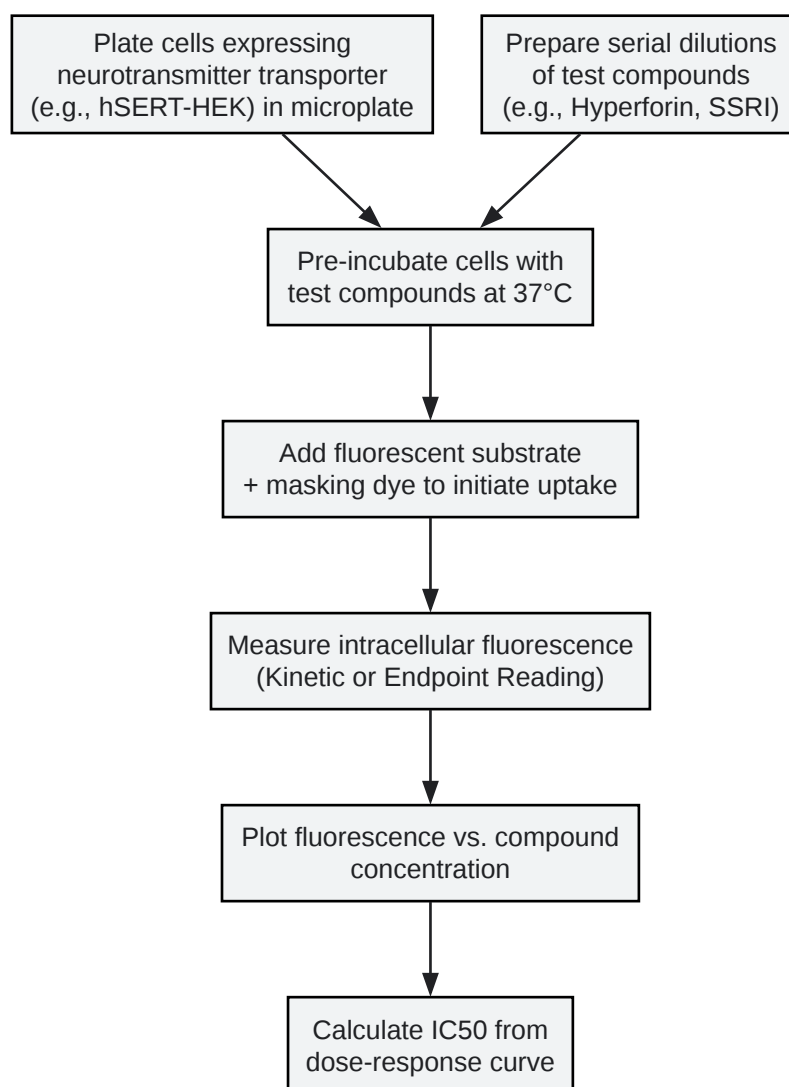 Plate cells expressing
neurotransmitter transporter
(e.g., hSERT-HEK) in microplate
Prepare serial dilutions
of test compounds
(e.g., Hyperforin, SSRI)
Pre-incubate cells with
test compounds at 37°C
Add fluorescent substrate
+ masking dye to initiate uptake
Measure intracellular fluorescence
(Kinetic or Endpoint Reading)
Plot fluorescence vs. compound
concentration
Calculate IC50 from
dose-response curve